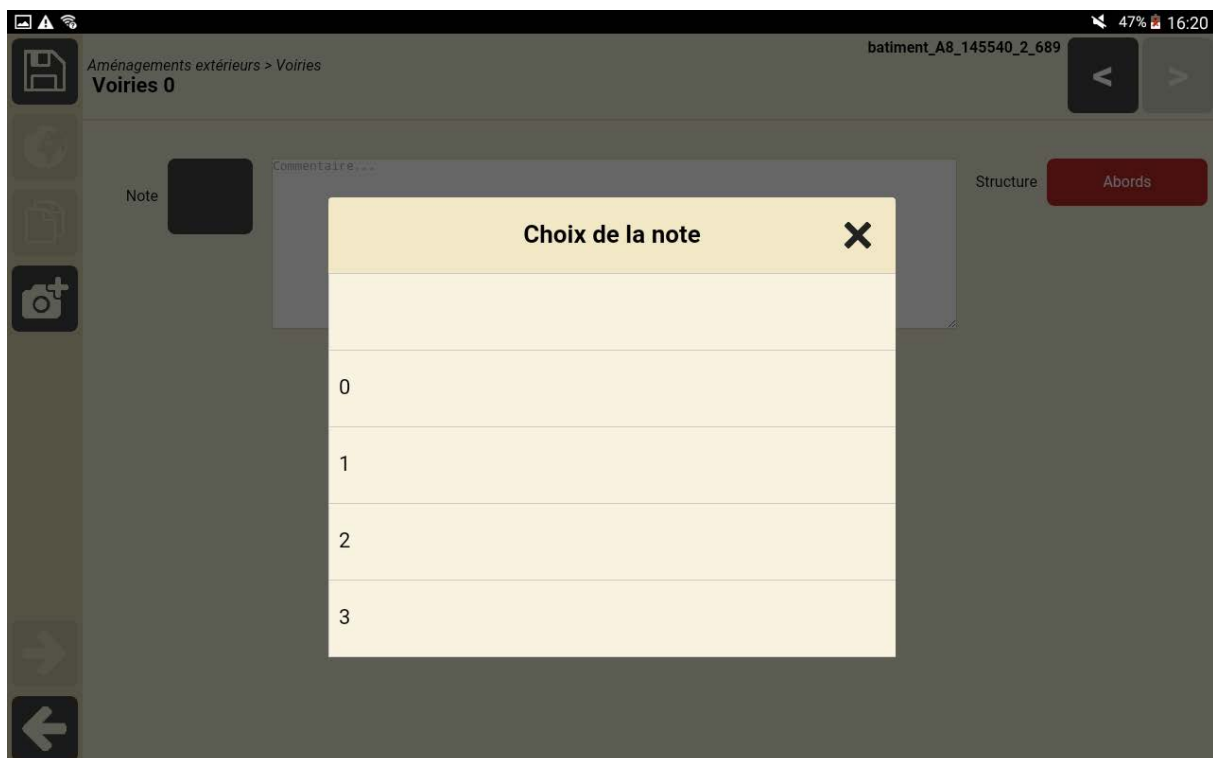 47% 16:20
Aménagements extérieurs > Voiries
batiment_A8_145540_2_689
Voiries 0
< >
Note
Commentaire...
Structure
Abords
Choix de la note
0
1
2
3